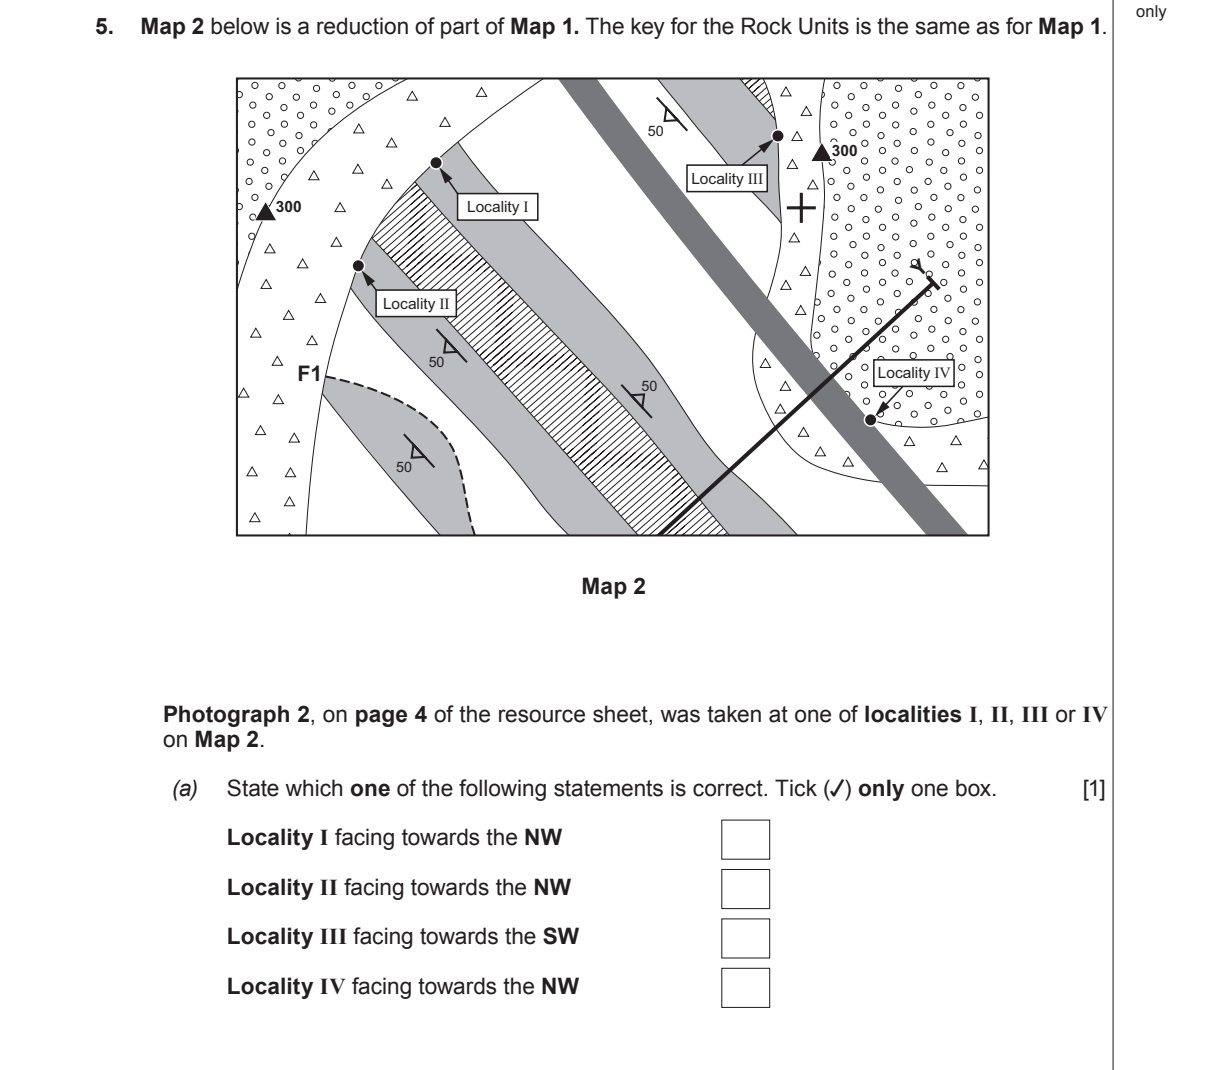 only
5. Map 2 below is a reduction of part of Map 1. The key for the Rock Units is the same as for Map 1.
50
Locality III
300
300
Locality I
Y
Locality II
50
50
Locality IV
F1
50
Map 2
Photograph 2, on page 4 of the resource sheet, was taken at one of localities I, II, III or IV
on Map 2.
(a) State which one of the following statements is correct. Tick (✓) only one box. [1]
Locality I facing towards the NW
Locality II facing towards the NW
Locality III facing towards the SW
Locality IV facing towards the NW